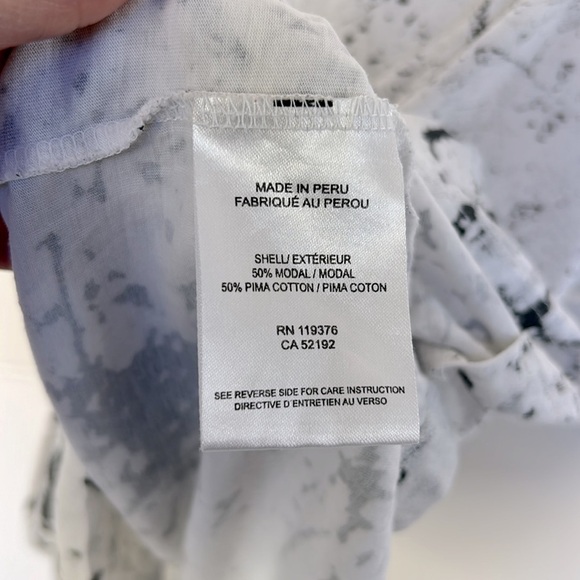 MADE IN PERU
FABRIQUÉ AU PEROU
SHELL/ EXTÉRIEUR
50% MODAL / MODAL
50% PIMA COTTON / PIMA COTON
RN 119376
CA 52192
SEE REVERSE SIDE FOR CARE INSTRUCTION
DIRECTIVE D'ENTRETIEN AU VERSO